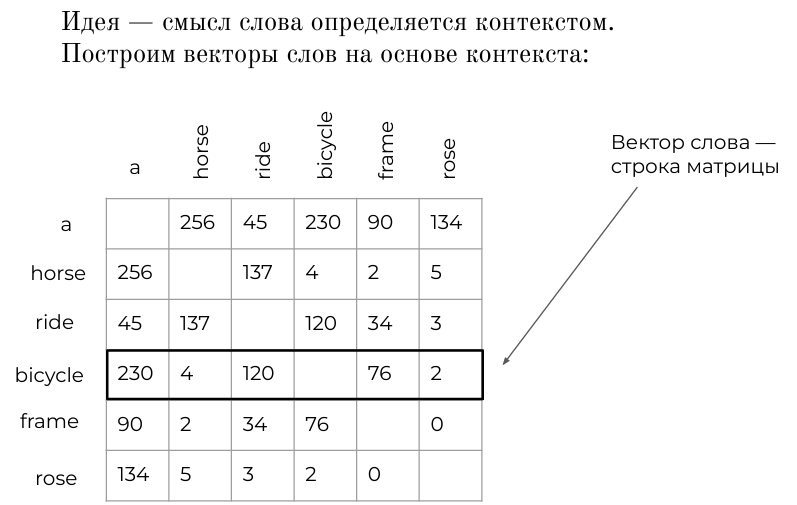 Идея — смысл слова определяется контекстом.
Построим векторы слов на основе контекста:
a horse ride bicycle frame rose
Вектор слова —
строка матрицы
a 256 45 230 90 134
horse 256 137 4 2 5
ride 45 137 120 34 3
bicycle 230 4 120 76 2
frame 90 2 34 76 0
rose 134 5 3 2 0